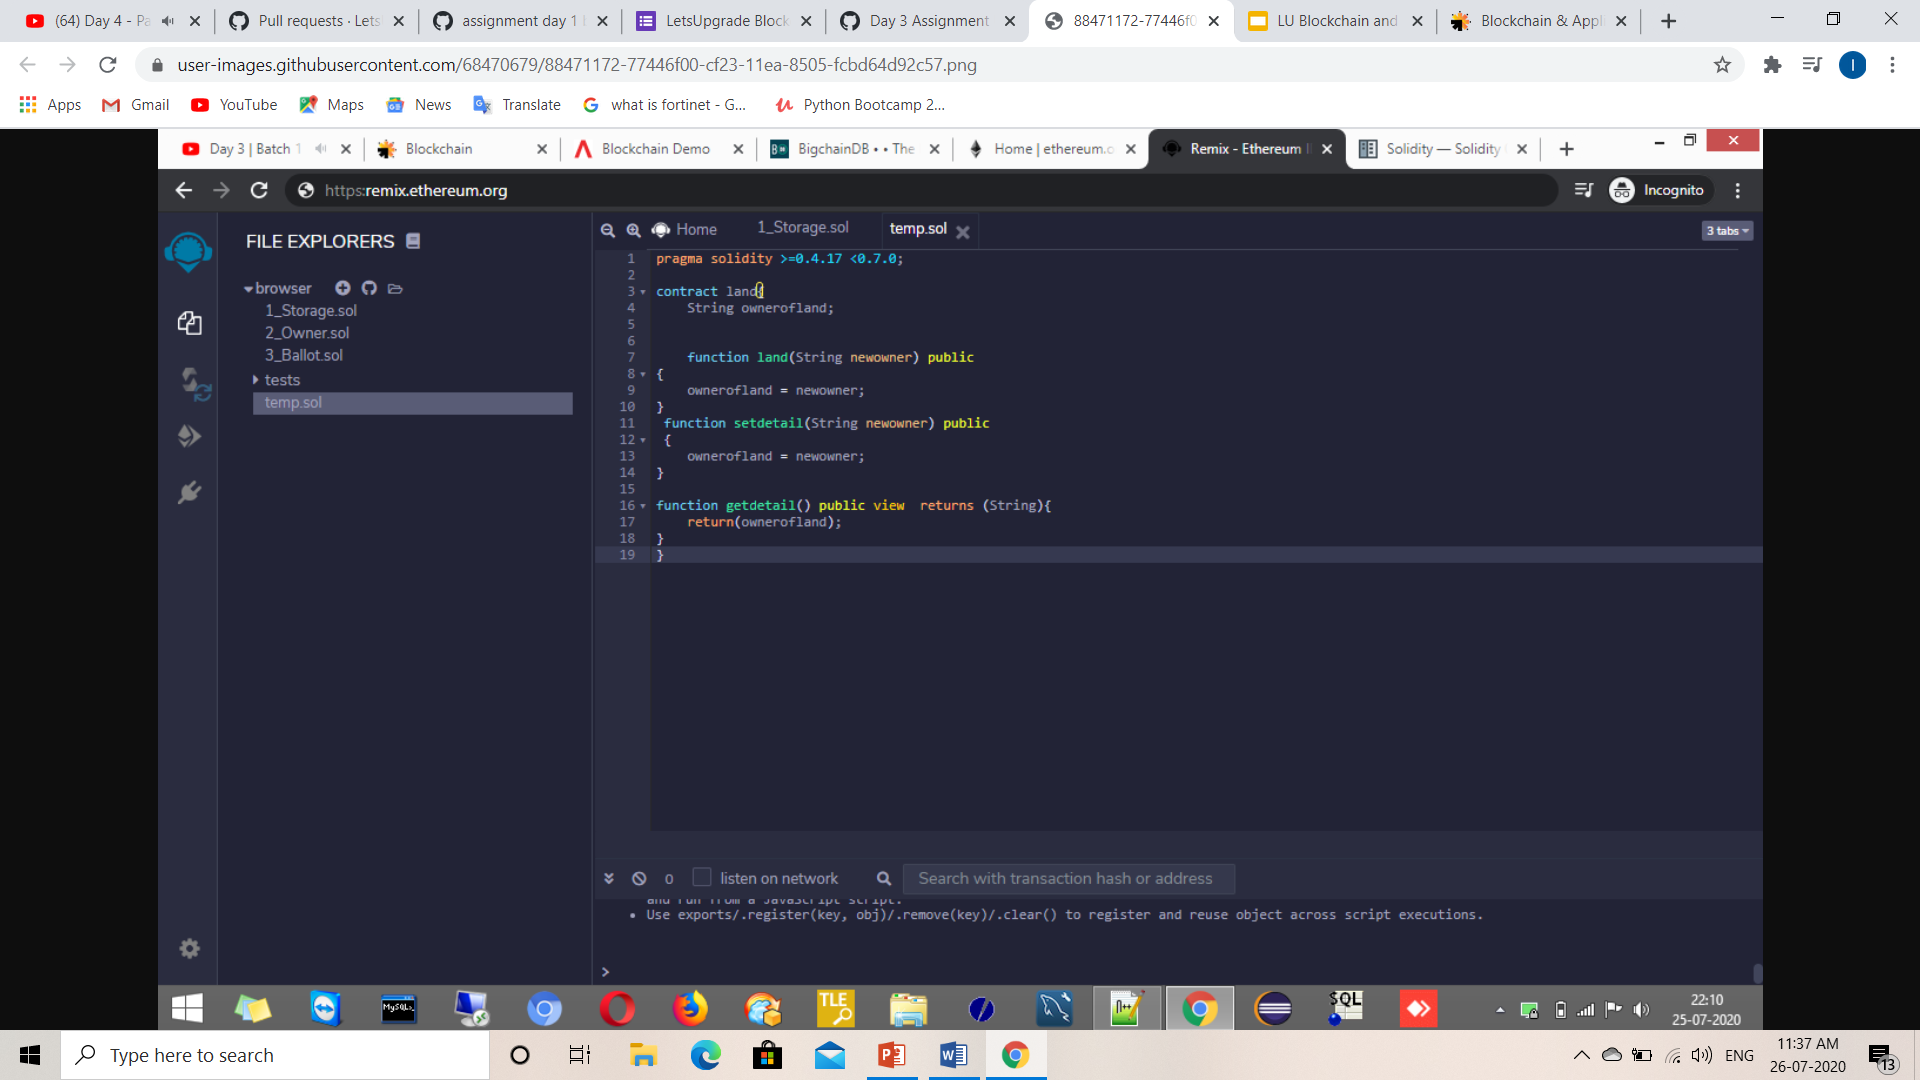 (64) Day 4 - Pa
Pull requests · Lets
assignment day 1
LetsUpgrade Block
Day 3 Assignment
88471172-77446f0
LU Blockchain and
Blockchain & Appl
user-images.githubusercontent.com/68470679/88471172-77446f00-cf23-11ea-8505-fcbd64d92c57.png
I
Apps
Gmail
YouTube
Maps
News
Translate
what is fortinet - G...
Python Bootcamp 2...
Day 3 | Batch 1
Blockchain
Blockchain Demo
BigchainDB • • The
Home | ethereum.o
Remix - Ethereum I
Solidity — Solidity
https:remix.ethereum.org
Incognito
FILE EXPLORERS
browser
1_Storage.sol
2_Owner.sol
3_Ballot.sol
tests
temp.sol
Home
1_Storage.sol
temp.sol
3 tabs
1 pragma solidity >=0.4.17 <0.7.0;
2
3 contract land{
4 String ownerofland;
5
6
7 function land(String newowner) public
8 {
9 ownerofland = newowner;
10 }
11 function setdetail(String newowner) public
12 {
13 ownerofland = newowner;
14 }
15
16 function getdetail() public view returns (String){
17 return(ownerofland);
18 }
19 }
0
listen on network
Search with transaction hash or address
and run from a JavaScript script.
• Use exports/.register(key, obj)/.remove(key)/.clear() to register and reuse object across script executions.
>
MySQL
TLE
N++
SQL
22:10
25-07-2020
Type here to search
ENG
11:37 AM
26-07-2020
13